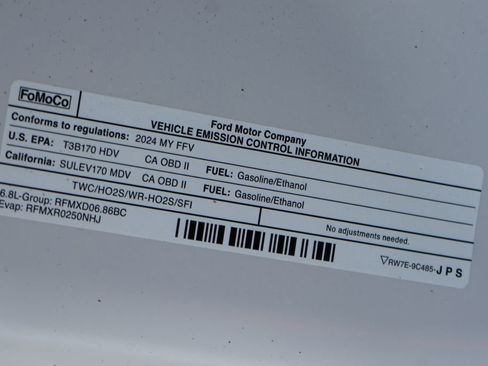 FoMoCo
Ford Motor Company
VEHICLE EMISSION CONTROL INFORMATION
Conforms to regulations: 2024 MY FFV
U.S. EPA: T3B170 HDV CA OBD II FUEL: Gasoline/Ethanol
California: SULEV170 MDV CA OBD II FUEL: Gasoline/Ethanol
TWC/HO2S/WR-HO2S/SFI
No adjustments needed.
6.8L-Group: RFMXD06.86BC
Evap: RFMXR0250NHJ
RW7E-9C485-JPS